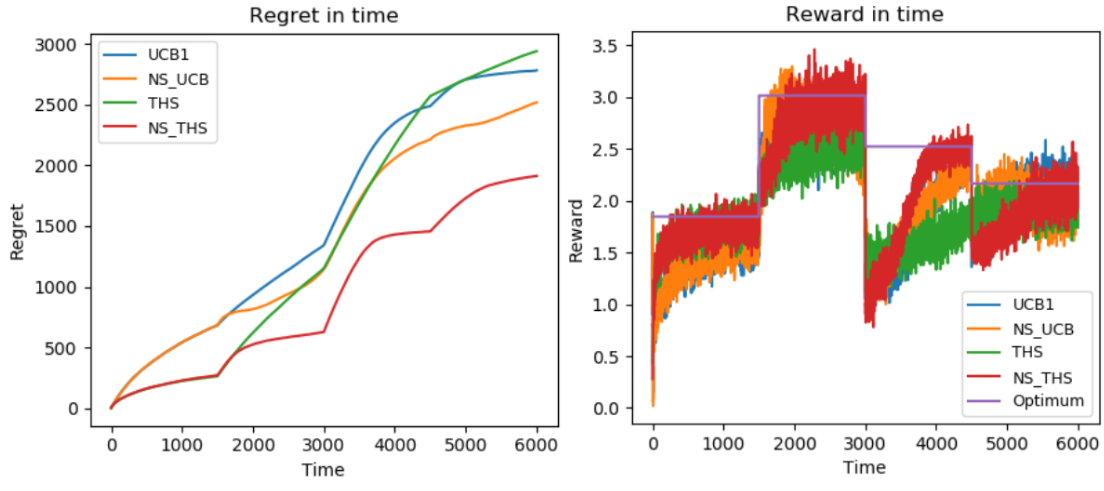 Regret in time
3000
2500
2000
1500
1000
500
0
Regret
UCB1
NS_UCB
THS
NS_THS
0 1000 2000 3000 4000 5000 6000
Time
Reward in time
3.5
3.0
2.5
2.0
1.5
1.0
0.5
0.0
Reward
UCB1
NS_UCB
THS
NS_THS
Optimum
0 1000 2000 3000 4000 5000 6000
Time